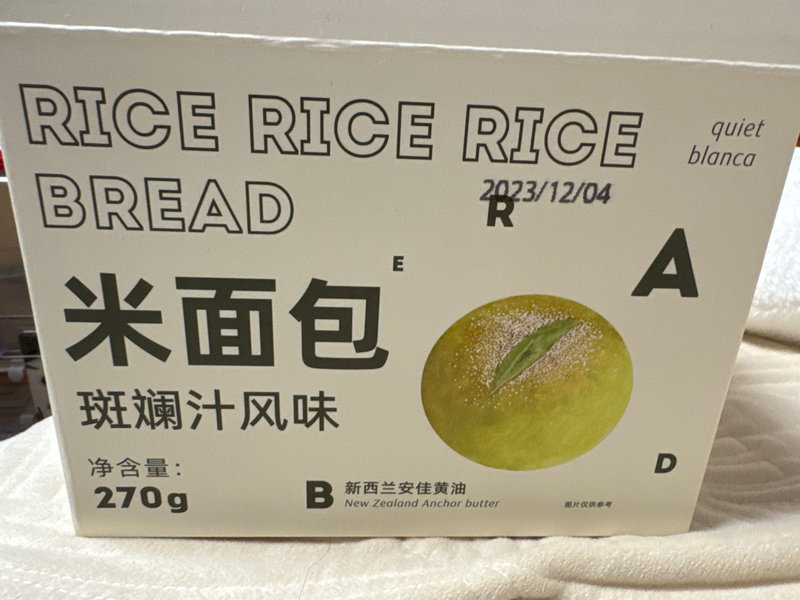 RICE RICE RICE
BREAD
quiet
blanca
2023/12/04
R
E
A
米面包
斑斓汁风味
D
净含量:
270g
B
新西兰安佳黄油
New Zealand Anchor butter
图片仅供参考